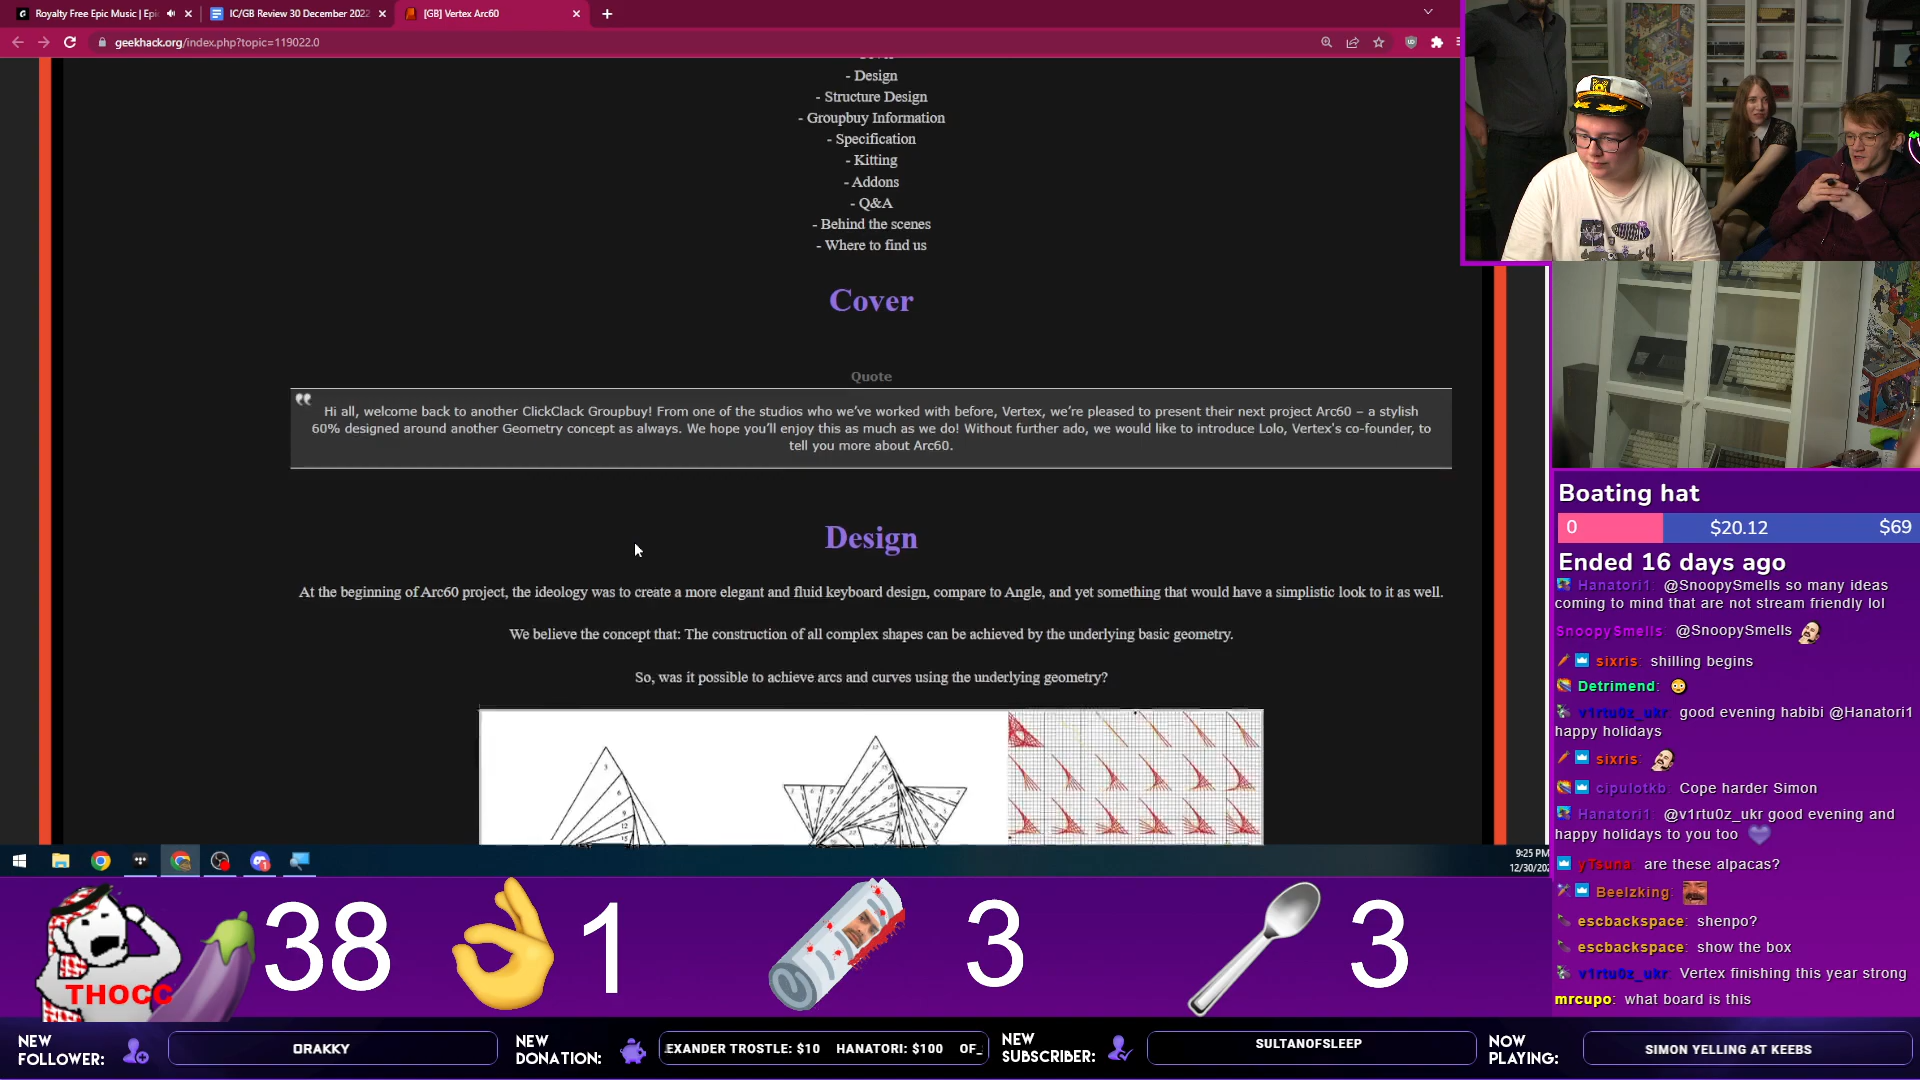 Royalty Free Epic Music | Epi
IC/GB Review 30 December 2022
[GB] Vertex Arc60
geekhack.org/index.php?topic=119022.0
- Design
- Structure Design
- Groupbuy Information
- Specification
- Kitting
- Addons
- Q&A
- Behind the scenes
- Where to find us
Cover
Quote
Hi all, welcome back to another ClickClack Groupbuy! From one of the studios who we've worked with before, Vertex, we're pleased to present their next project Arc60 – a stylish
60% designed around another Geometry concept as always. We hope you'll enjoy this as much as we do! Without further ado, we would like to introduce Lolo, Vertex's co-founder, to
tell you more about Arc60.
Design
At the beginning of Arc60 project, the ideology was to create a more elegant and fluid keyboard design, compare to Angle, and yet something that would have a simplistic look to it as well.
We believe the concept that: The construction of all complex shapes can be achieved by the underlying basic geometry.
So, was it possible to achieve arcs and curves using the underlying geometry?
3
6
9
12
15
9:25 PM
12/30/202
Boating hat
0 $20.12 $69
Ended 16 days ago
Hanatori1: @SnoopySmells so many ideas
coming to mind that are not stream friendly lol
SnoopySmells: @SnoopySmells
sixris: shilling begins
Detrimend:
v1rtu0z_ukr: good evening habibi @Hanatori1
happy holidays
sixris:
cipulotkb: Cope harder Simon
Hanatori1: @v1rtu0z_ukr good evening and
happy holidays to you too
yTsuna: are these alpacas?
Beelzking:
escbackspace: shenpo?
escbackspace: show the box
v1rtu0z_ukr: Vertex finishing this year strong
mrcupo: what board is this
THOCC
38
1
3
3
NEW
FOLLOWER:
ORAKKY
NEW
DONATION:
EXANDER TROSTLE: $10 HANATORI: $100 OF_
NEW
SUBSCRIBER:
SULTANOFSLEEP
NOW
PLAYING:
SIMON YELLING AT KEEBS